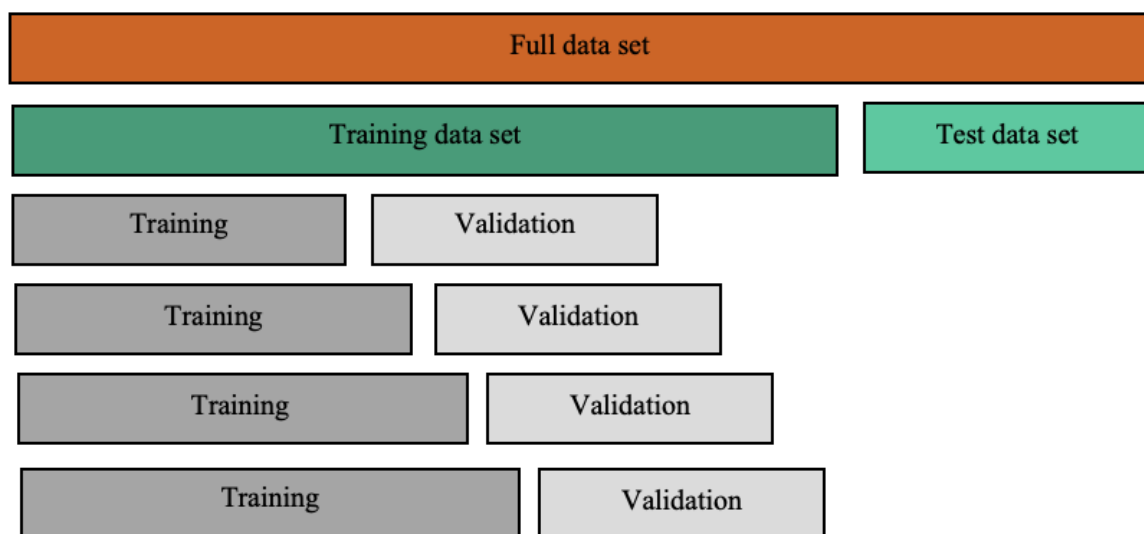 Full data set
Training data set Test data set
Training Validation
Training Validation
Training Validation
Training Validation